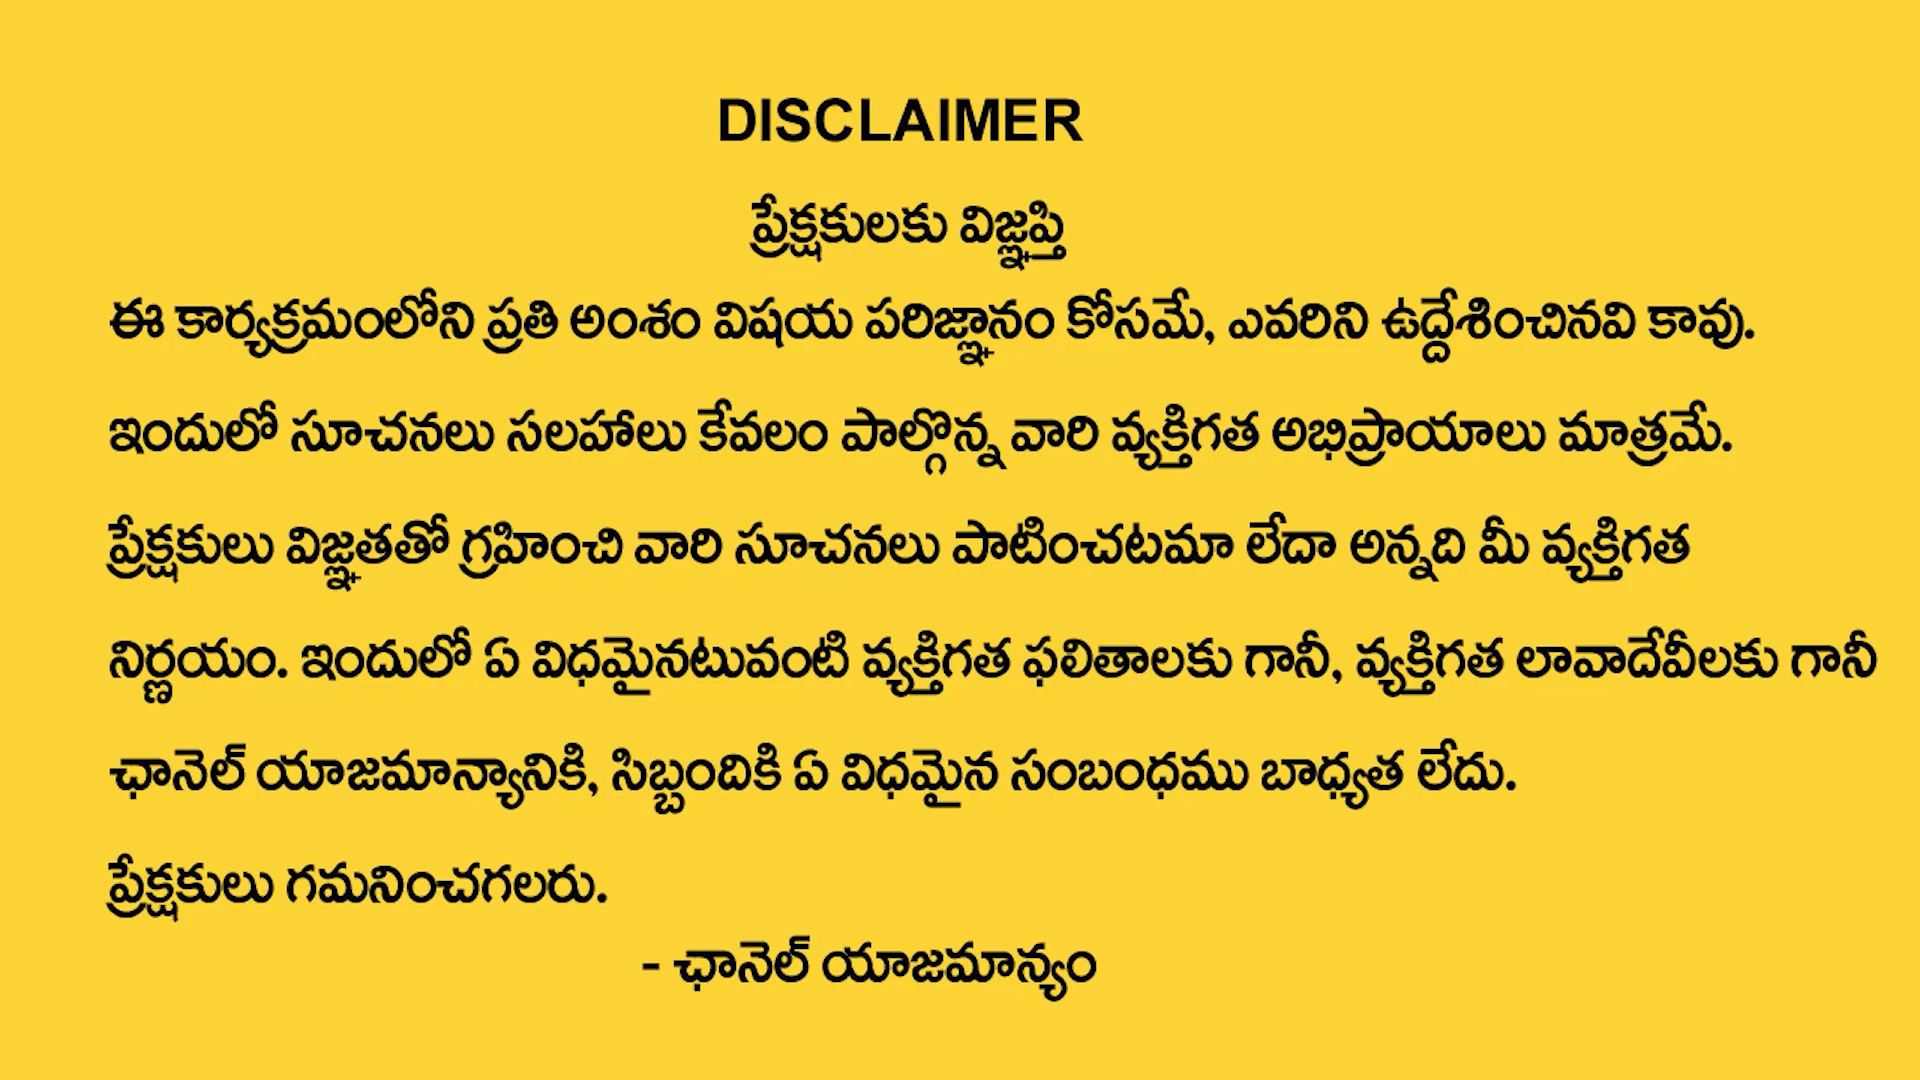 DISCLAIMER
ప్రేక్షకులకు విజ్ఞప్తి
ఈ కార్యక్రమంలోని ప్రతి అంశం విషయ పరిజ్ఞానం కోసమే, ఎవరిని ఉద్దేశించినవి కావు.
ఇందులో సూచనలు సలహాలు కేవలం పాల్గొన్న వారి వ్యక్తిగత అభిప్రాయాలు మాత్రమే.
ప్రేక్షకులు విజ్ఞతతో గ్రహించి వారి సూచనలు పాటించటమా లేదా అన్నది మీ వ్యక్తిగత
నిర్ణయం. ఇందులో ఏ విధమైనటువంటి వ్యక్తిగత ఫలితాలకు గానీ, వ్యక్తిగత లావాదేవీలకు గానీ
ఛానెల్ యాజమాన్యానికి, సిబ్బందికి ఏ విధమైన సంబంధము బాధ్యత లేదు.
ప్రేక్షకులు గమనించగలరు.
- ఛానెల్ యాజమాన్యం